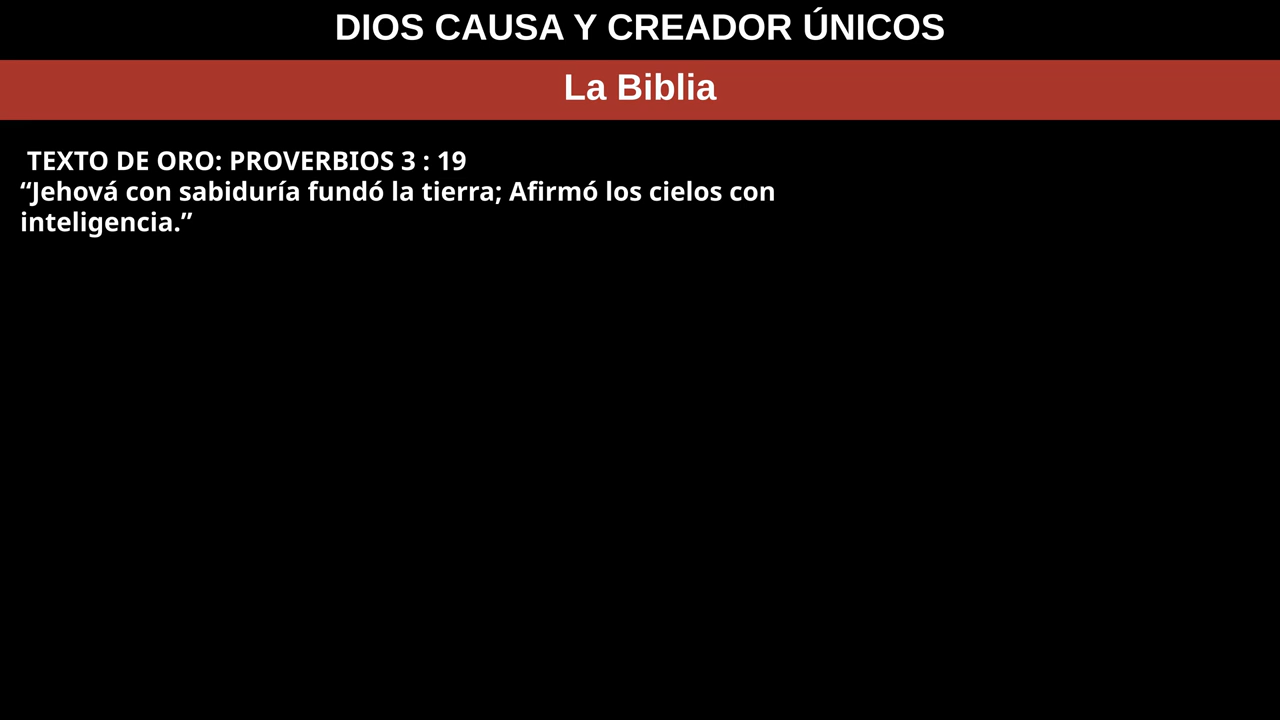 DIOS CAUSA Y CREADOR ÚNICOS
La Biblia
TEXTO DE ORO: PROVERBIOS 3 : 19
“Jehová con sabiduría fundó la tierra; Afirmó los cielos con
inteligencia.”